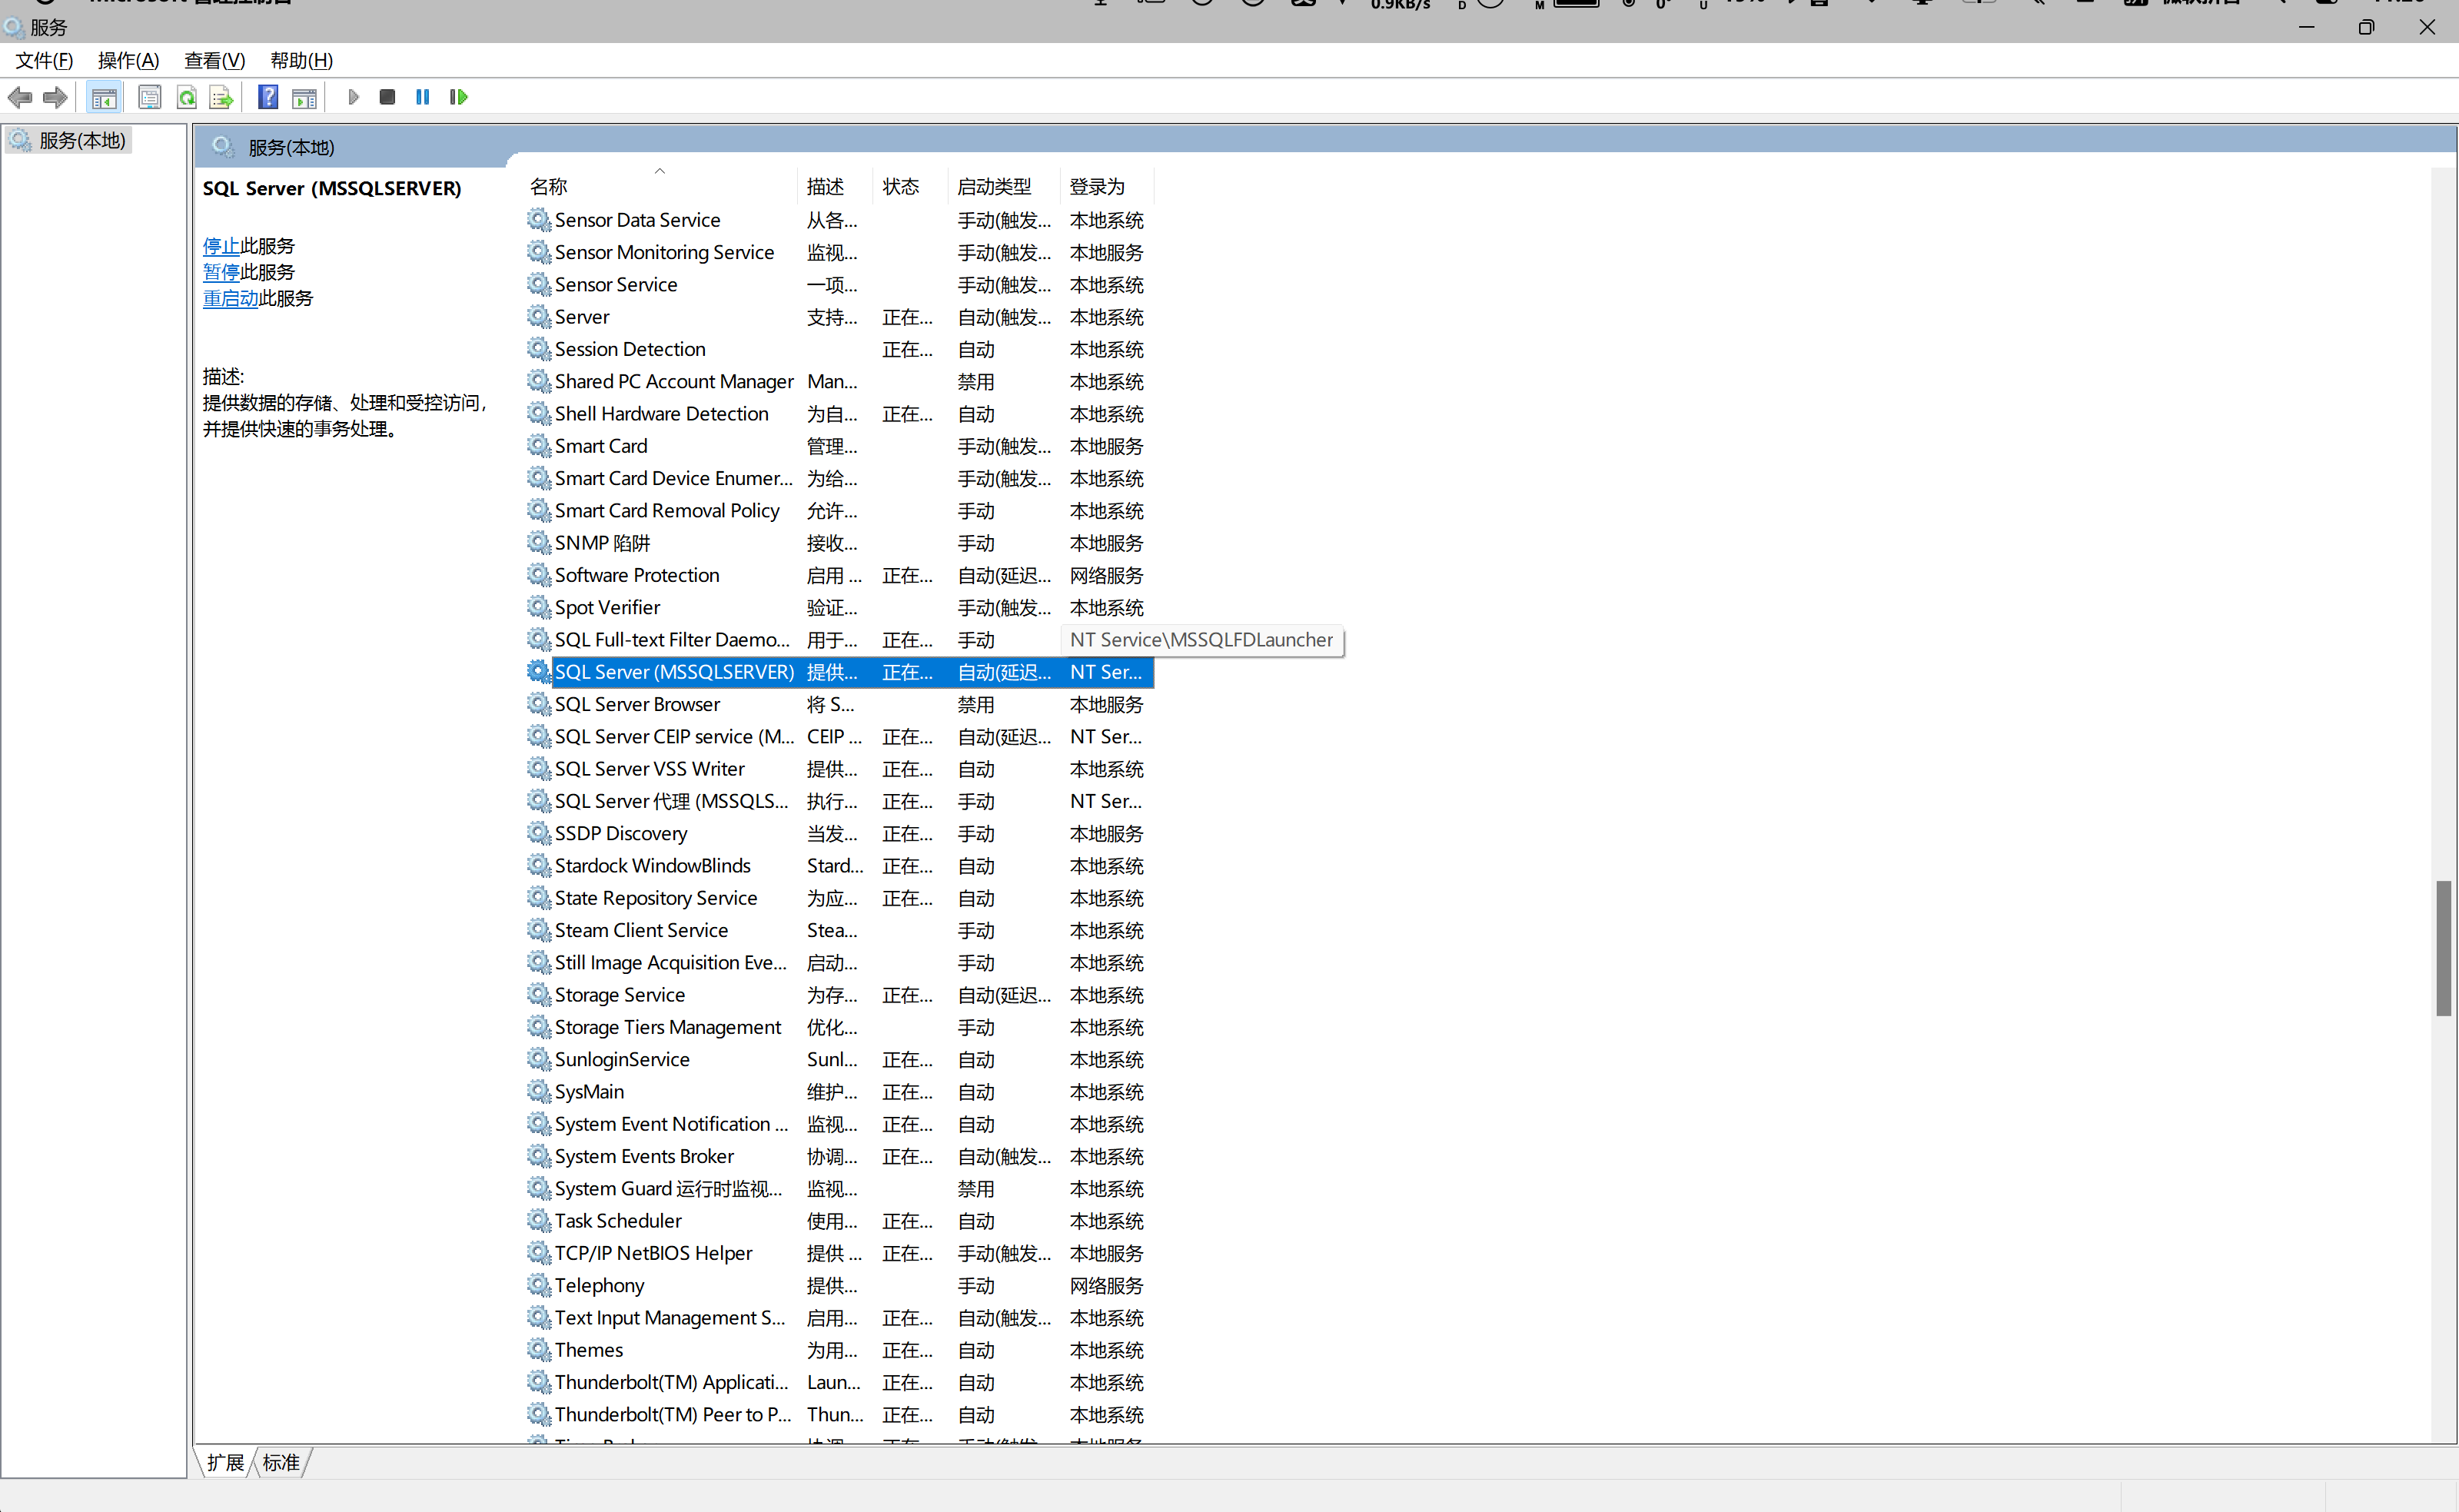 0.9KB/s
服务
文件(F) 操作(A) 查看(V) 帮助(H)
服务(本地)
服务(本地)
SQL Server (MSSQLSERVER)
停止此服务
暂停此服务
重启动此服务
描述:
提供数据的存储、处理和受控访问,
并提供快速的事务处理。
名称 描述 状态 启动类型 登录为
Sensor Data Service 从各... 手动(触发... 本地系统
Sensor Monitoring Service 监视... 手动(触发... 本地服务
Sensor Service 一项... 手动(触发... 本地系统
Server 支持... 正在... 自动(触发... 本地系统
Session Detection 正在... 自动 本地系统
Shared PC Account Manager Man... 禁用 本地系统
Shell Hardware Detection 为自... 正在... 自动 本地系统
Smart Card 管理... 手动(触发... 本地服务
Smart Card Device Enumer... 为给... 手动(触发... 本地系统
Smart Card Removal Policy 允许... 手动 本地系统
SNMP 陷阱 接收... 手动 本地服务
Software Protection 启用 ... 正在... 自动(延迟... 网络服务
Spot Verifier 验证... 手动(触发... 本地系统
SQL Full-text Filter Daemo... 用于... 正在... 手动 NT Service\MSSQLFDLauncher
SQL Server (MSSQLSERVER) 提供... 正在... 自动(延迟... NT Ser...
SQL Server Browser 将 S... 禁用 本地服务
SQL Server CEIP service (M... CEIP ... 正在... 自动(延迟... NT Ser...
SQL Server VSS Writer 提供... 正在... 自动 本地系统
SQL Server 代理 (MSSQLS... 执行... 正在... 手动 NT Ser...
SSDP Discovery 当发... 正在... 手动 本地服务
Stardock WindowBlinds Stard... 正在... 自动 本地系统
State Repository Service 为应... 正在... 自动 本地系统
Steam Client Service Stea... 手动 本地系统
Still Image Acquisition Eve... 启动... 手动 本地系统
Storage Service 为存... 正在... 自动(延迟... 本地系统
Storage Tiers Management 优化... 手动 本地系统
SunloginService Sunl... 正在... 自动 本地系统
SysMain 维护... 正在... 自动 本地系统
System Event Notification ... 监视... 正在... 自动 本地系统
System Events Broker 协调... 正在... 自动(触发... 本地系统
System Guard 运行时监视... 监视... 禁用 本地系统
Task Scheduler 使用... 正在... 自动 本地系统
TCP/IP NetBIOS Helper 提供 ... 正在... 手动(触发... 本地服务
Telephony 提供... 手动 网络服务
Text Input Management S... 启用... 正在... 自动(触发... 本地系统
Themes 为用... 正在... 自动 本地系统
Thunderbolt(TM) Applicati... Laun... 正在... 自动 本地系统
Thunderbolt(TM) Peer to P... Thun... 正在... 自动 本地系统
扩展 标准